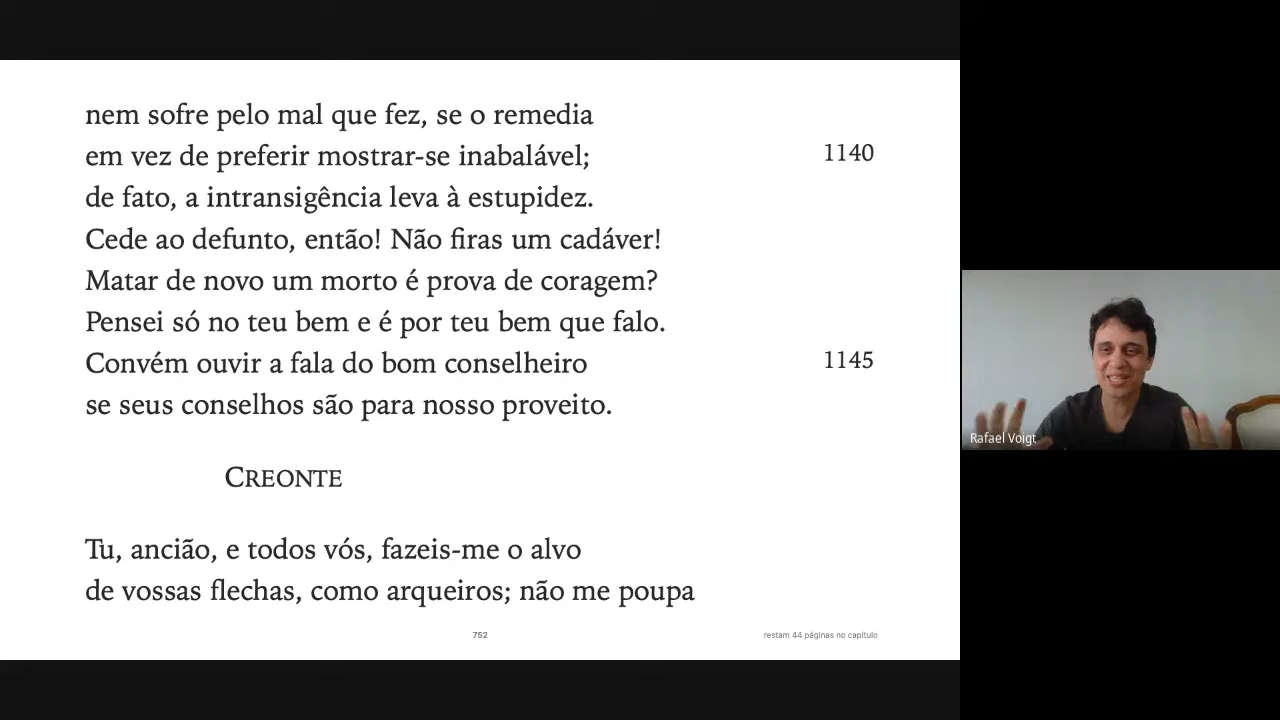 nem sofre pelo mal que fez, se o remedia
em vez de preferir mostrar-se inabalável;
1140
de fato, a intransigência leva à estupidez.
Cede ao defunto, então! Não firas um cadáver!
Matar de novo um morto é prova de coragem?
Pensei só no teu bem e é por teu bem que falo.
Convém ouvir a fala do bom conselheiro
1145
se seus conselhos são para nosso proveito.
CREONTE
Tu, ancião, e todos vós, fazeis-me o alvo
de vossas flechas, como arqueiros; não me poupa
752
restam 44 páginas no capítulo
Rafael Voigt